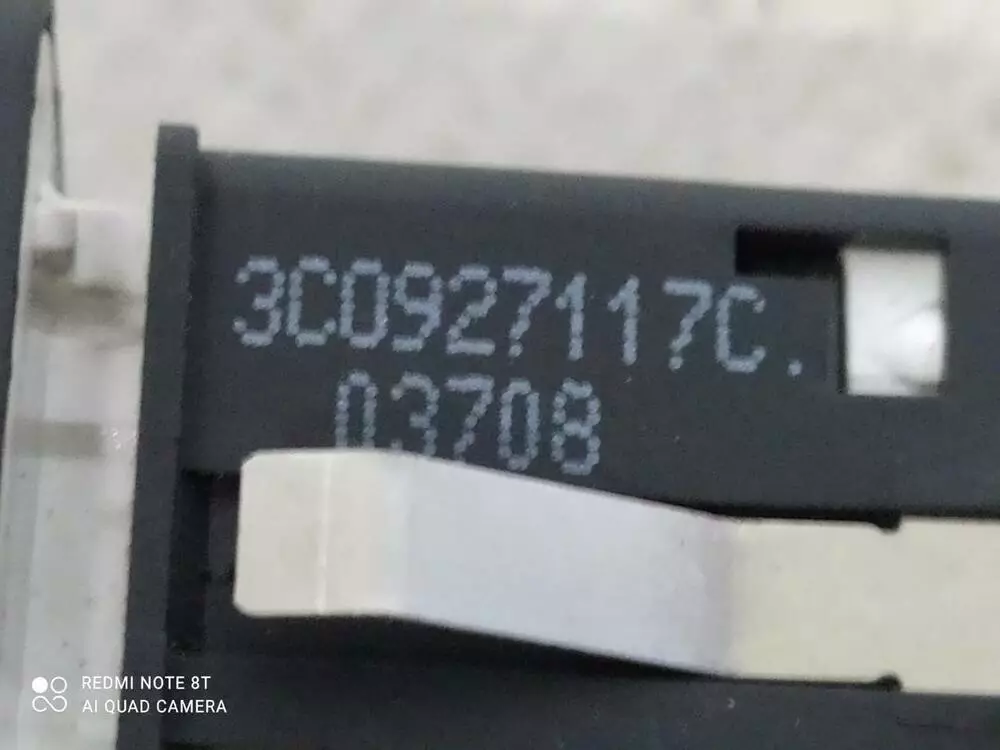 3C0927117C.
03708
REDMI NOTE 8T
AI QUAD CAMERA